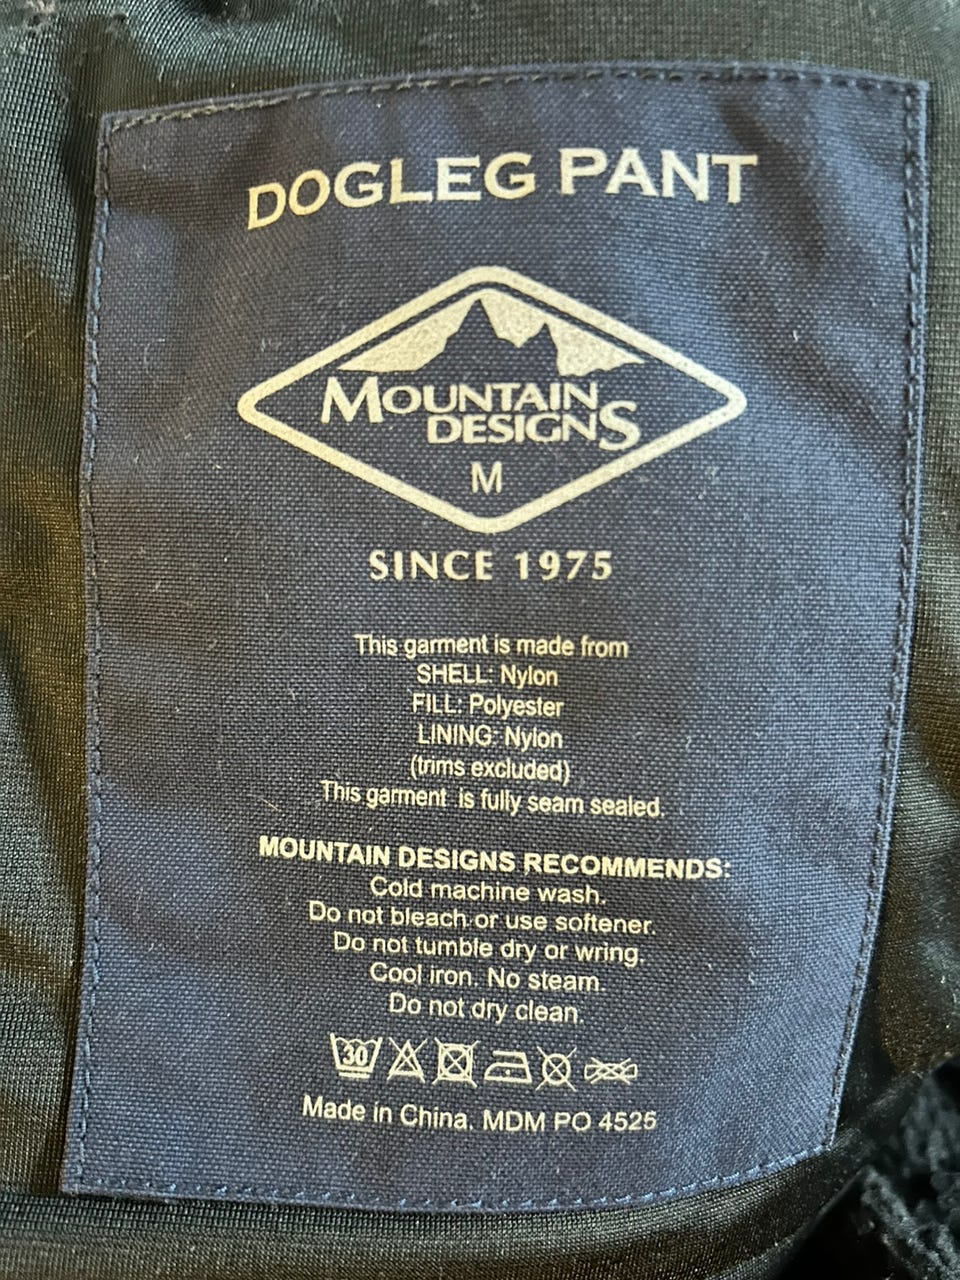 DOGLEG PANT
MOUNTAIN
DESIGNS
M
SINCE 1975
This garment is made from
SHELL: Nylon
FILL: Polyester
LINING: Nylon
(trims excluded)
This garment is fully seam sealed.
MOUNTAIN DESIGNS RECOMMENDS:
Cold machine wash.
Do not bleach or use softener.
Do not tumble dry or wring.
Cool iron. No steam.
Do not dry clean.
30
Made in China. MDM PO 4525